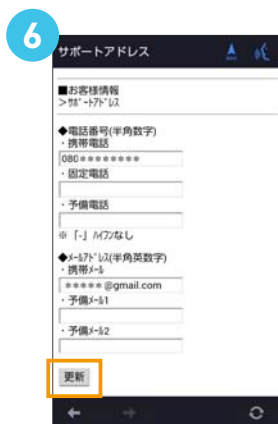 6
サポートアドレス
■お客様情報
>ｻﾎﾟｰﾄｱﾄﾞﾚｽ
◆電話番号(半角数字)
・携帯電話
080********
・固定電話
・予備電話
※「-」ﾊｲﾌﾝなし
◆ﾒｰﾙｱﾄﾞﾚｽ(半角英数字)
・携帯ﾒｰﾙ
*****@gmail.com
・予備ﾒｰﾙ1
・予備ﾒｰﾙ2
更新